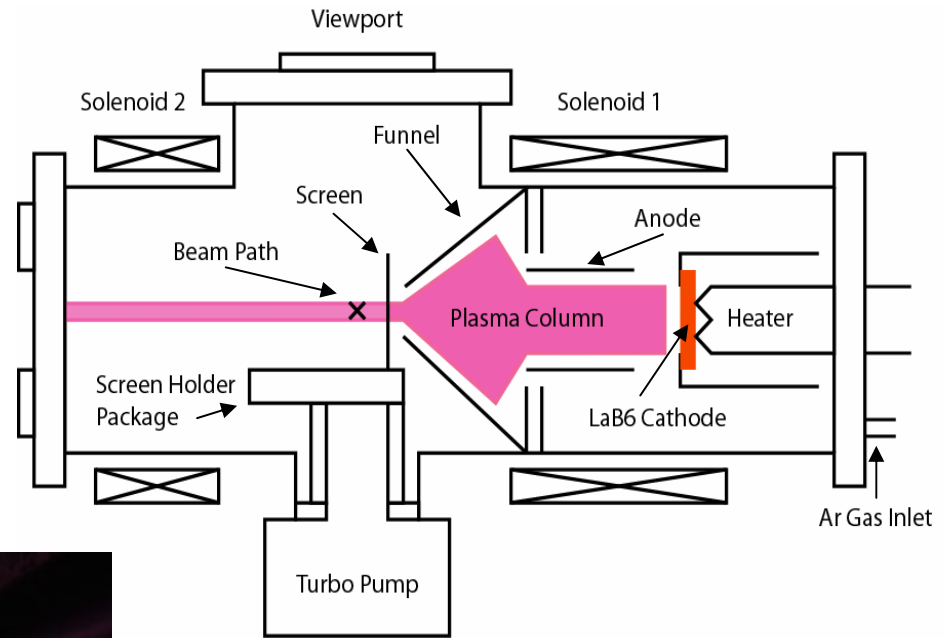 Viewport
Solenoid 2
Solenoid 1
Funnel
Screen
Anode
Beam Path
Plasma Column
Heater
Screen Holder
Package
LaB6 Cathode
Ar Gas Inlet
Turbo Pump